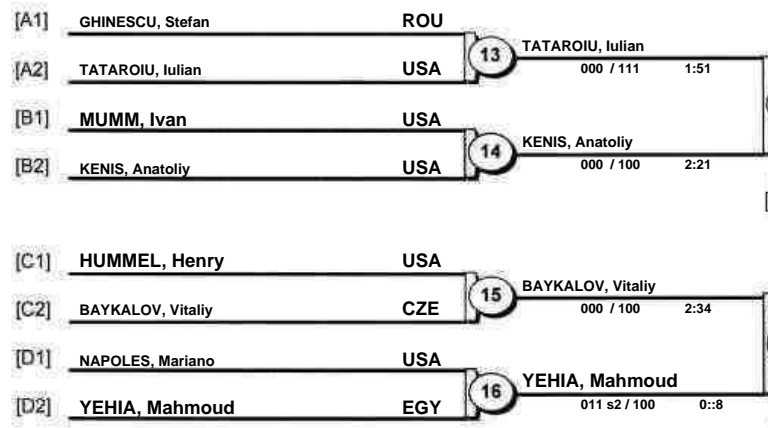 [A1] GHINESCU, Stefan ROU
13 TATAROIU, Iulian
[A2] TATAROIU, Iulian USA 000 / 111 1:51
[B1] MUMM, Ivan USA
14 KENIS, Anatoliy
[B2] KENIS, Anatoliy USA 000 / 100 2:21
[C1] HUMMEL, Henry USA
15 BAYKALOV, Vitaliy
[C2] BAYKALOV, Vitaliy CZE 000 / 100 2:34
[D1] NAPOLES, Mariano USA
16 YEHIA, Mahmoud
[D2] YEHIA, Mahmoud EGY 011 s2 / 100 0::8